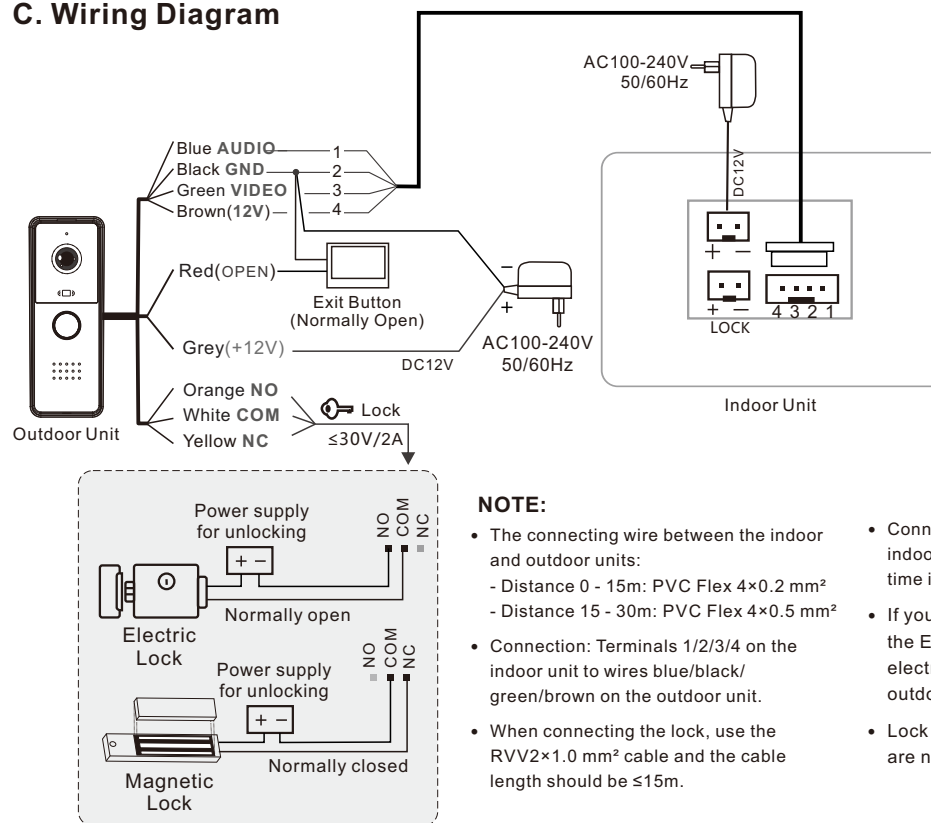 C. Wiring Diagram
AC100-240V
50/60Hz
DC12V
Blue AUDIO 1
Black GND 2
Green VIDEO 3
Brown(12V) 4
Red(OPEN)
Exit Button
(Normally Open)
Grey(+12V)
DC12V
−
+
AC100-240V
50/60Hz
+ −
+ −
LOCK
4 3 2 1
Indoor Unit
Outdoor Unit
Orange NO
White COM
Yellow NC
Lock
≤30V/2A
Power supply
for unlocking
+ −
NO
COM
NC
Normally open
Electric
Lock
Power supply
for unlocking
+ −
NO
COM
NC
Normally closed
Magnetic
Lock
NOTE:
• The connecting wire between the indoor
and outdoor units:
- Distance 0 - 15m: PVC Flex 4×0.2 mm²
- Distance 15 - 30m: PVC Flex 4×0.5 mm²
• Connection: Terminals 1/2/3/4 on the
indoor unit to wires blue/black/
green/brown on the outdoor unit.
• When connecting the lock, use the
RVV2×1.0 mm² cable and the cable
length should be ≤15m.
• Conn
indoo
time i
• If you
the E
elect
outdo
• Lock
are n